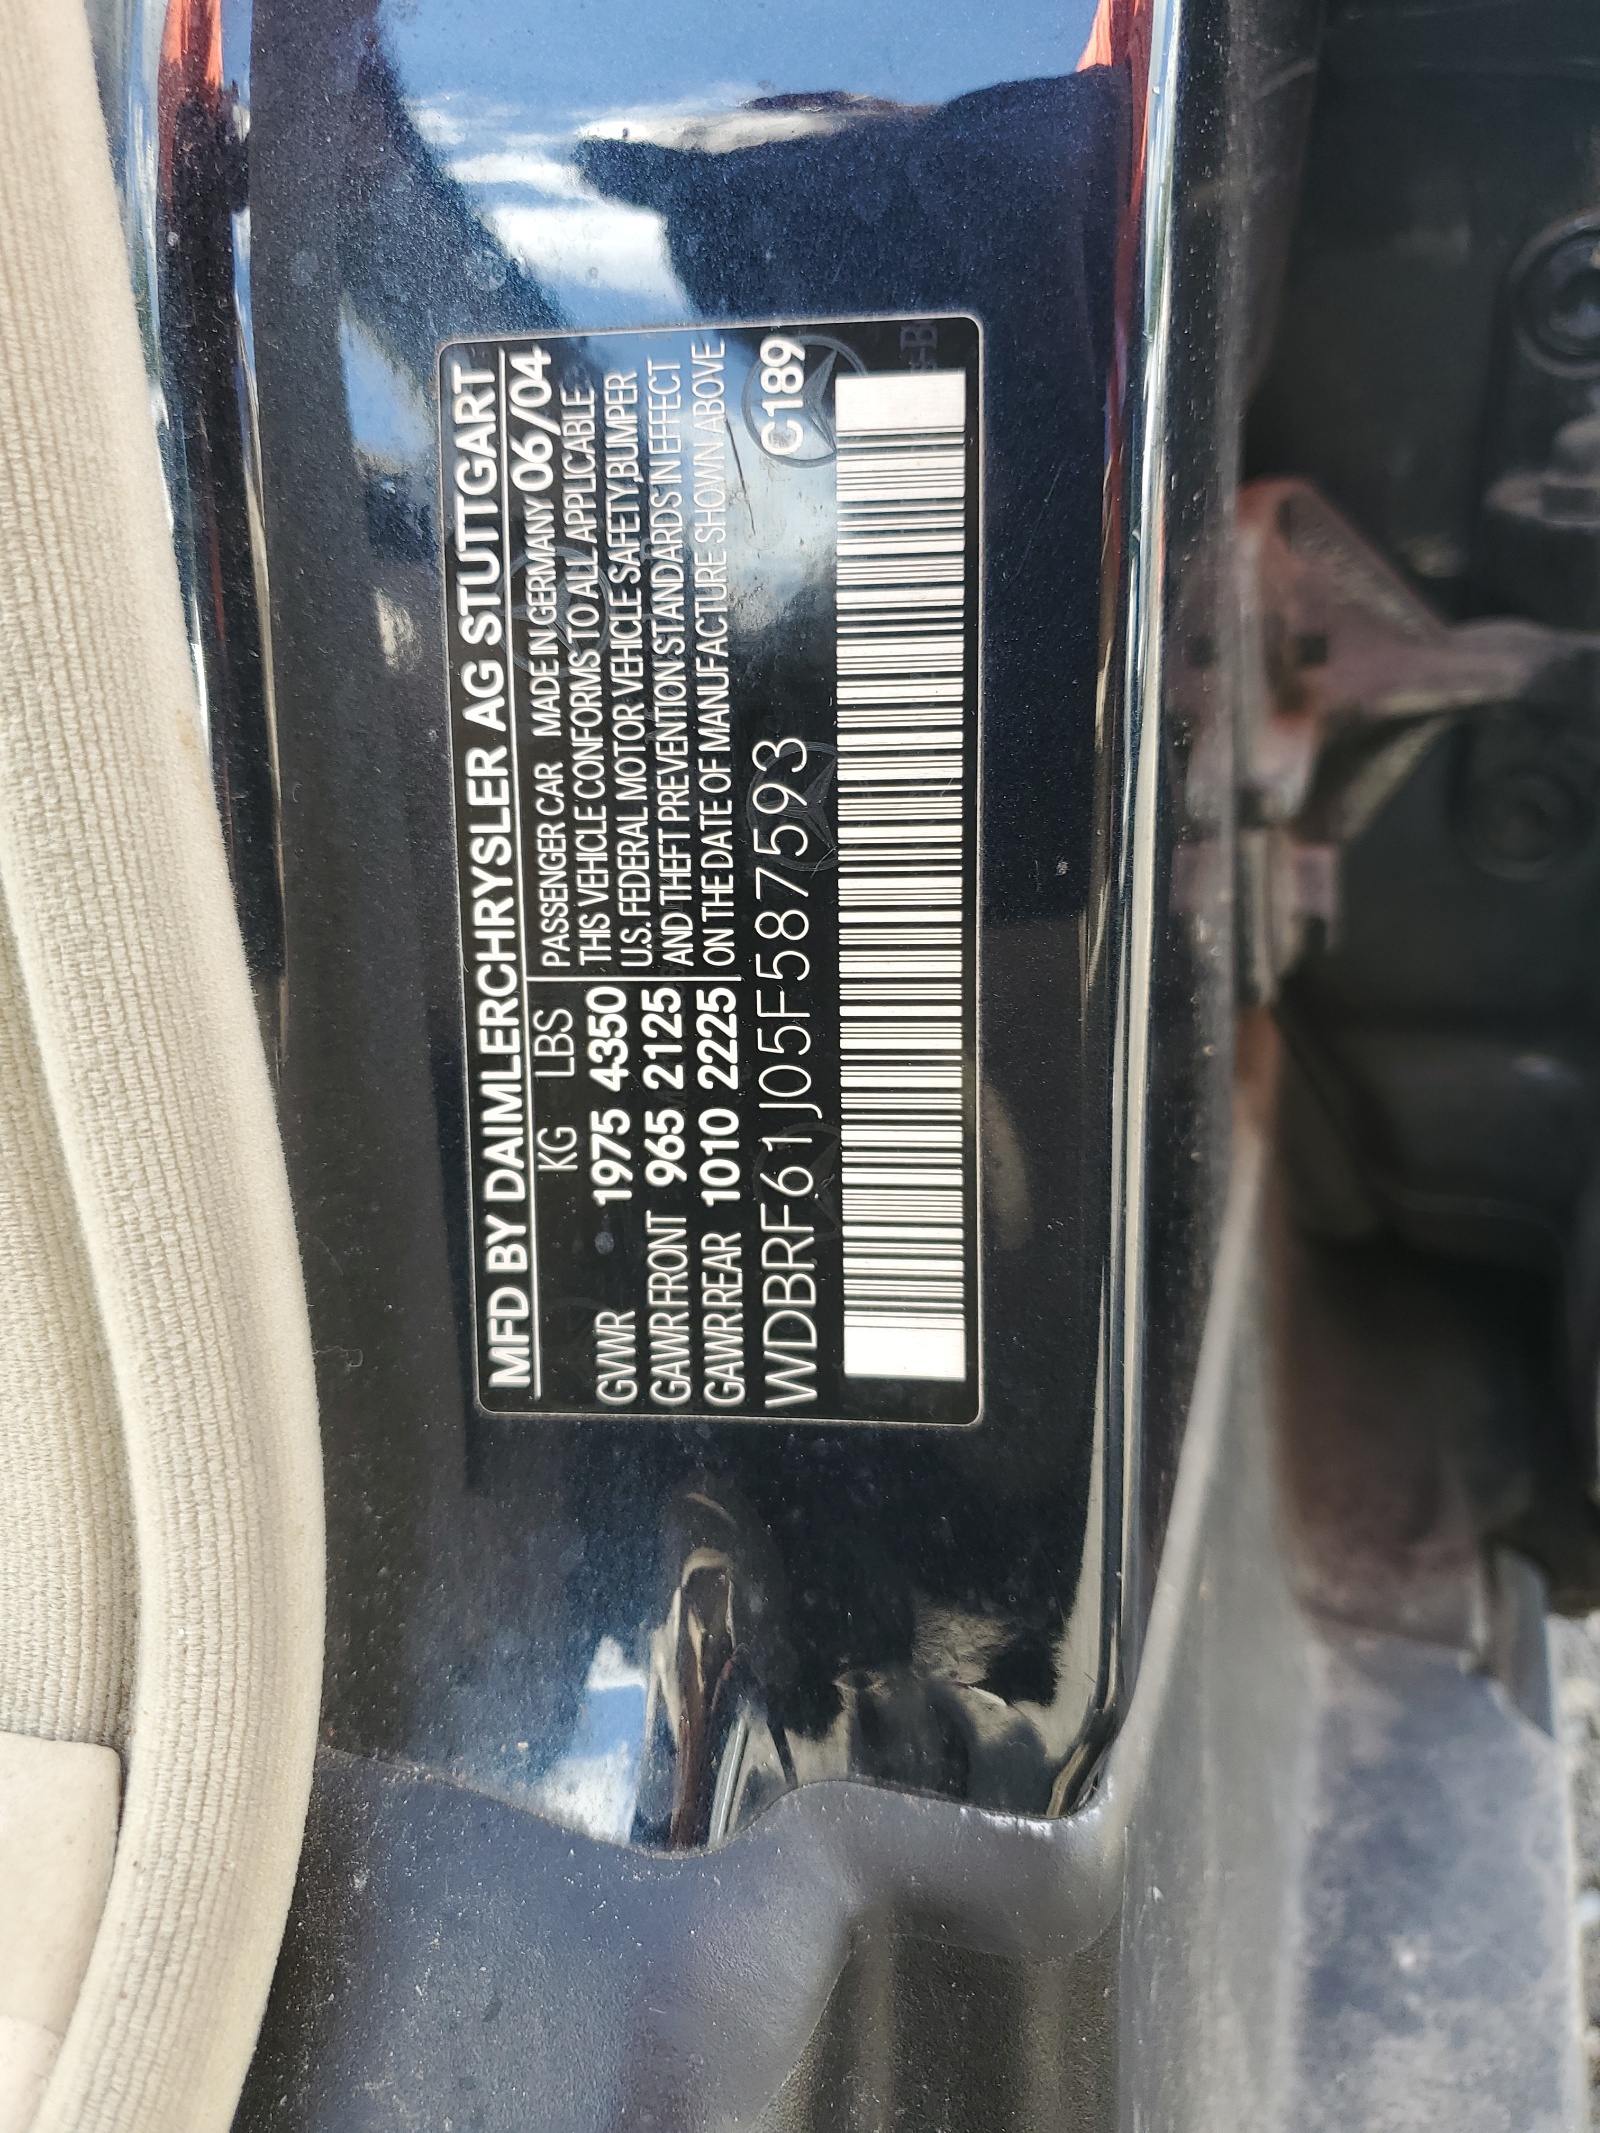 MFD BY DAIMLERCHRYSLER AG STUTTGART
KG LBS
GVWR 1975 4350
GAWR FRONT 965 2125
GAWR REAR 1010 2225
PASSENGER CAR MADE IN GERMANY 06/04
THIS VEHICLE CONFORMS TO ALL APPLICABLE
U.S. FEDERAL MOTOR VEHICLE SAFETY,BUMPER
AND THEFT PREVENTION STANDARDS IN EFFECT
ON THE DATE OF MANUFACTURE SHOWN ABOVE
WDBRF61J05F587593 C189